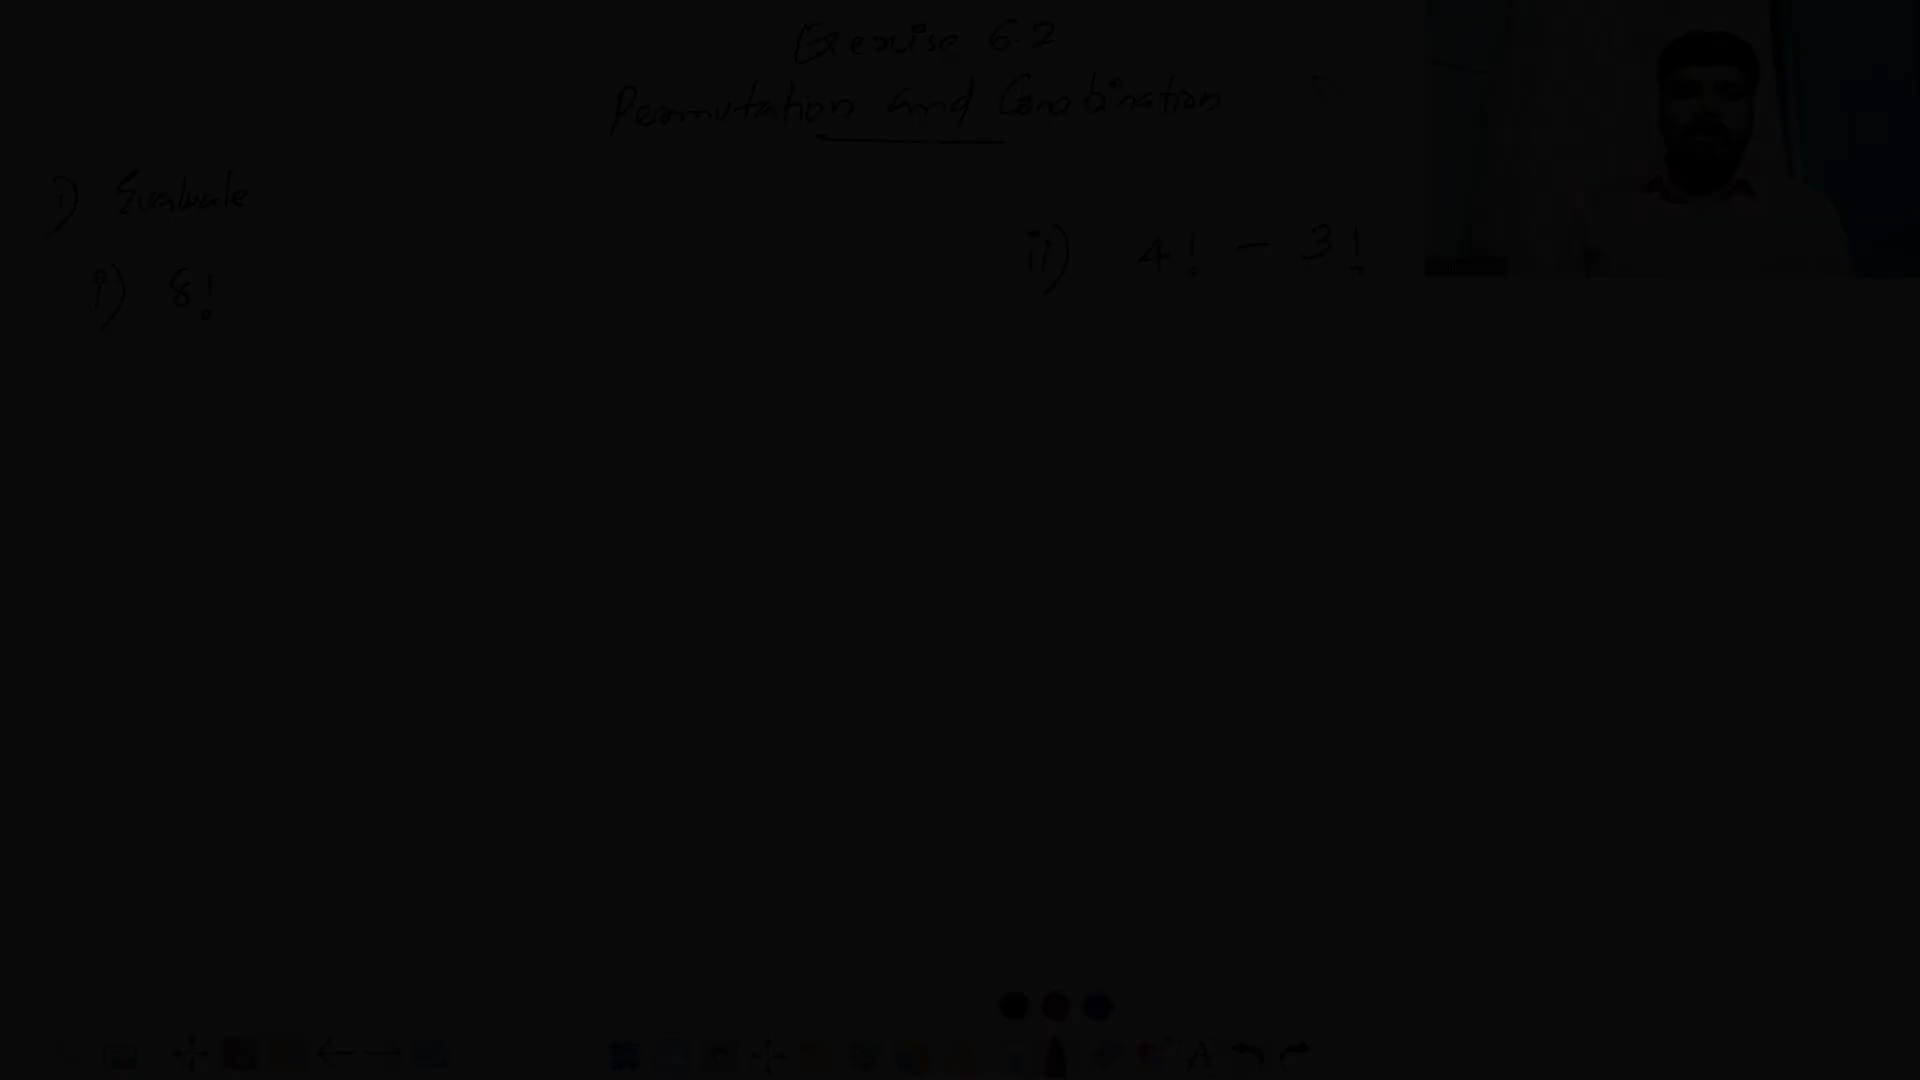 Exercise 6.2
Permutation and Combination
1) Evaluate
i) 8!
ii) 4! - 3!